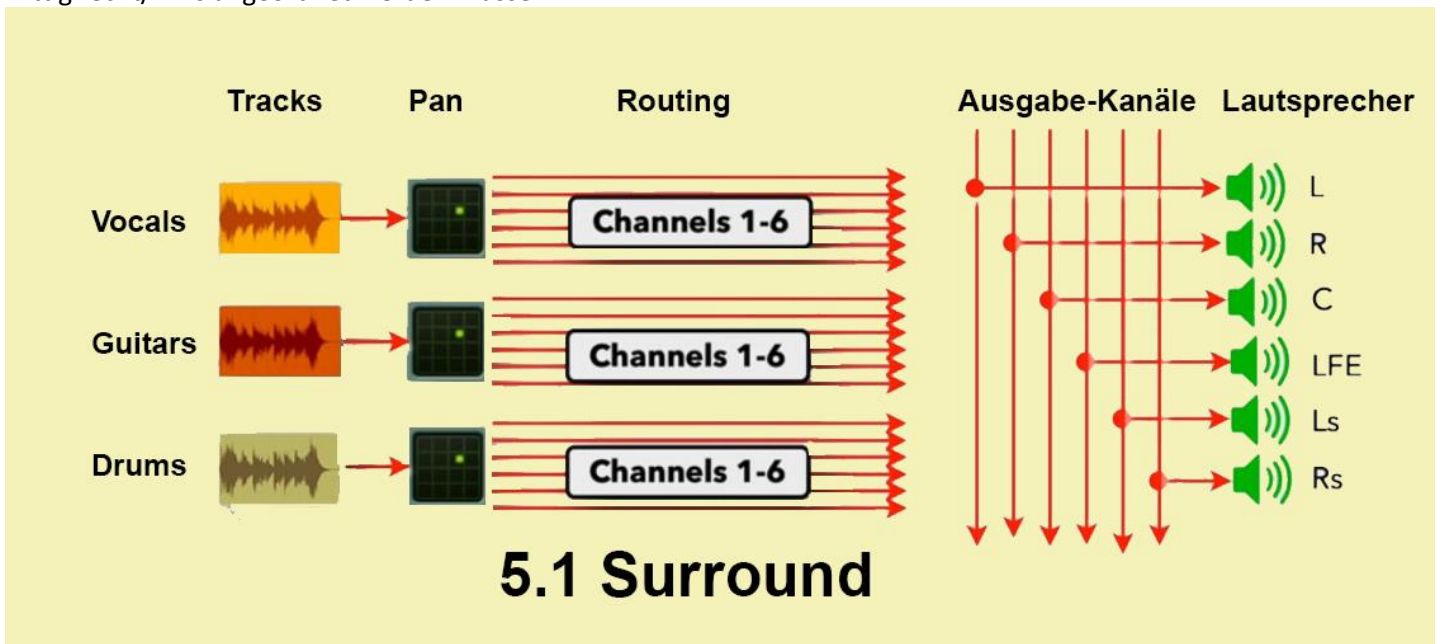 Tracks Pan Routing Ausgabe-Kanäle Lautsprecher
Vocals Channels 1-6 L
R
C
Guitars Channels 1-6 LFE
Ls
Drums Channels 1-6 Rs
5.1 Surround